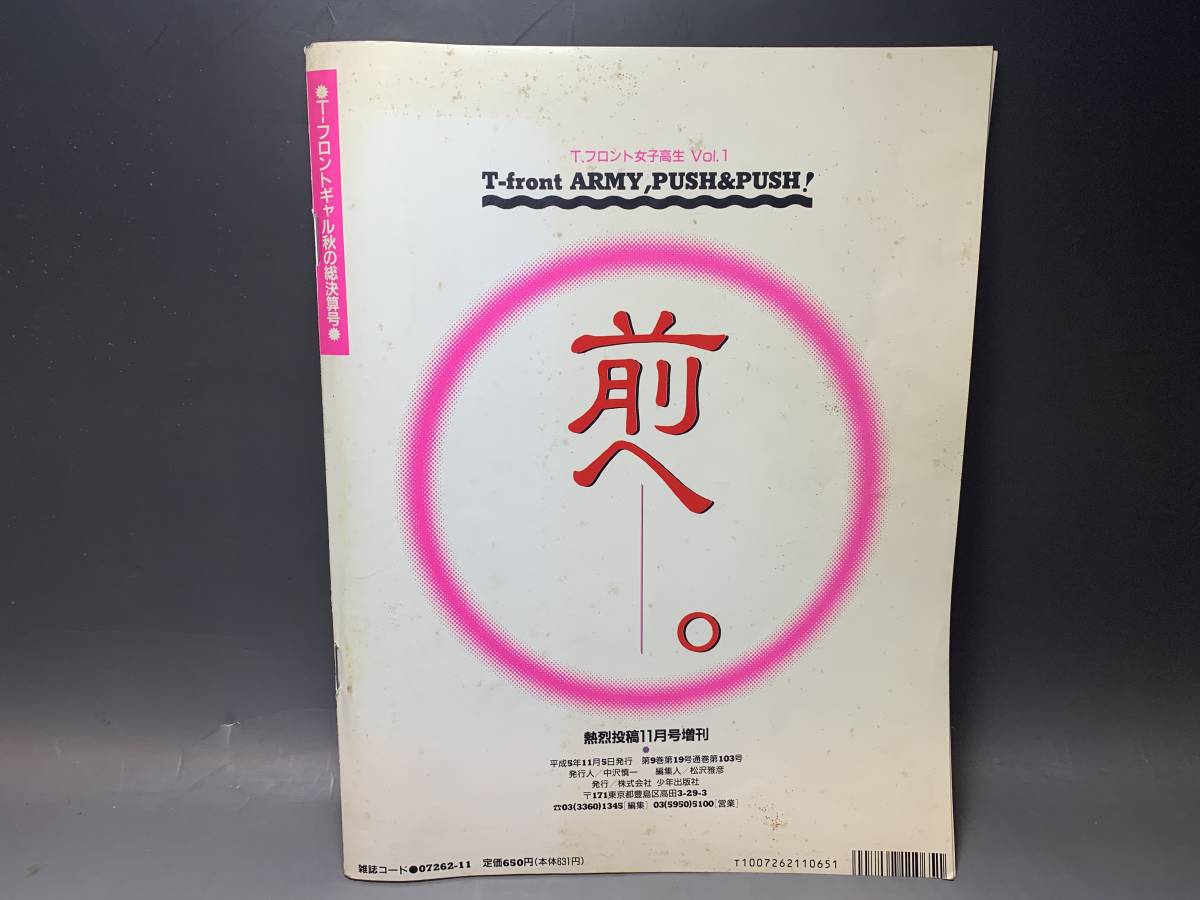 ●T-フロントギャル秋の総決算号●
T.フロント女子高生 Vol.1
T-front ARMY,PUSH&PUSH!
前へ─。
熱烈投稿11月号増刊
●
平成5年11月5日発行 第9巻第19号通巻第103号
発行人/中沢慎一 編集人/松沢雅彦
発行/株式会社 少年出版社
〒171東京都豊島区高田3-29-3
☎03(3360)1345[編集] 03(5950)5100[営業]
雑誌コード●07262-11 定価650円(本体631円)
T1007262110651